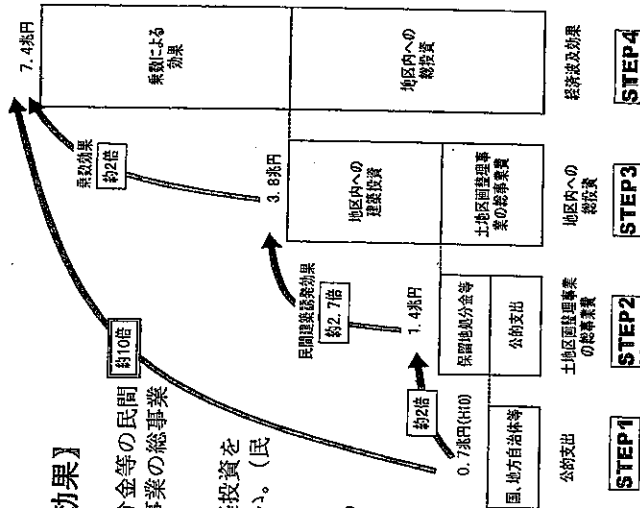 効果】
金等の民間
事業の総事業
投資を
。(民
7.4兆円
乗数による
効果
地区内への
総投資
経済波及効果
STEP4
乗数効果
約2倍
3.8兆円
地区内への
建築投資
土地区画整理事
業の総事業費
地区内への
総投資
STEP3
約10倍
民間建築誘発効果
約2.7倍
1.4兆円
保留地処分金等
公的支出
土地区画整理事業
の総事業費
STEP2
約2倍
0.7兆円(H10)
国、地方自治体等
公的支出
STEP1